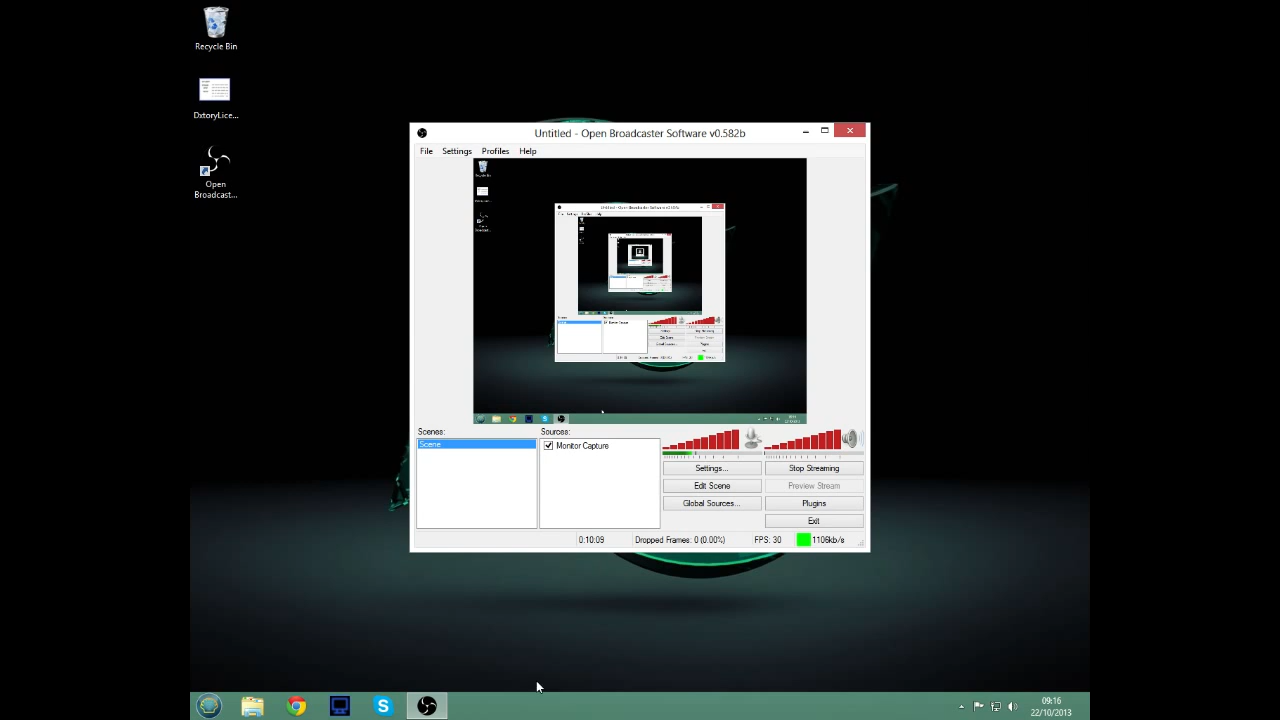 Recycle Bin
DxtoryLice...
Open
Broadcast...
Untitled - Open Broadcaster Software v0.582b
File Settings Profiles Help
Scenes:
Sources:
Scene
Monitor Capture
Settings...
Stop Streaming
Edit Scene
Preview Stream
Global Sources...
Plugins
Exit
0:10:09
Dropped Frames: 0 (0.00%)
FPS: 30
1106kb/s
09:16
22/10/2013